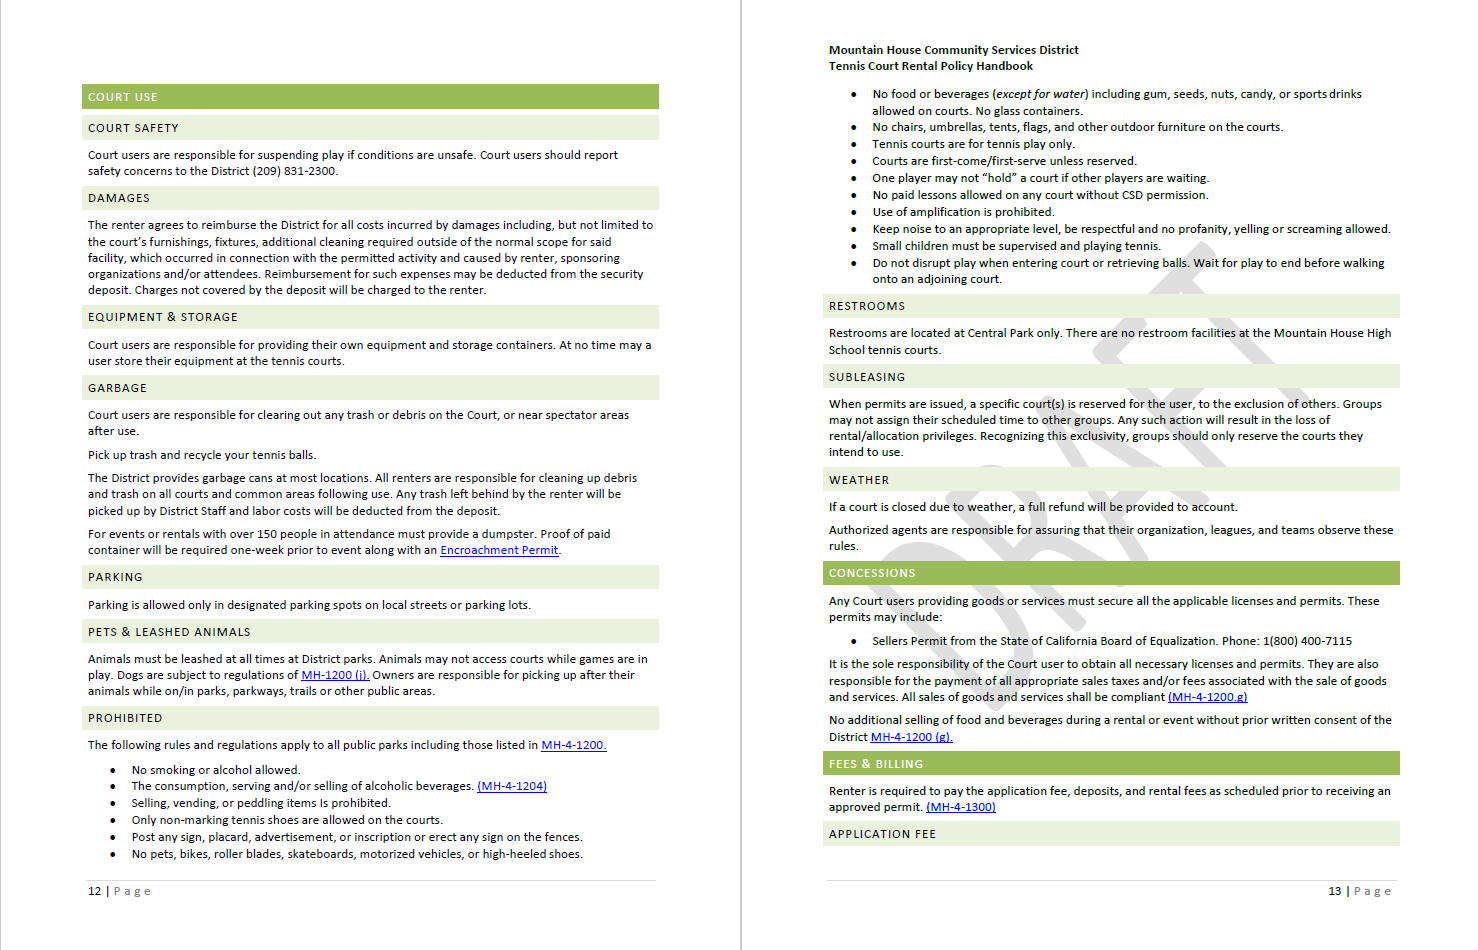 COURT USE
COURT SAFETY
Court users are responsible for suspending play if conditions are unsafe. Court users should report
safety concerns to the District (209) 831-2300.
DAMAGES
The renter agrees to reimburse the District for all costs incurred by damages including, but not limited to
the court's furnishings, fixtures, additional cleaning required outside of the normal scope for said
facility, which occurred in connection with the permitted activity and caused by renter, sponsoring
organizations and/or attendees. Reimbursement for such expenses may be deducted from the security
deposit. Charges not covered by the deposit will be charged to the renter.
EQUIPMENT & STORAGE
Court users are responsible for providing their own equipment and storage containers. At no time may a
user store their equipment at the tennis courts.
GARBAGE
Court users are responsible for clearing out any trash or debris on the Court, or near spectator areas
after use.
Pick up trash and recycle your tennis balls.
The District provides garbage cans at most locations. All renters are responsible for cleaning up debris
and trash on all courts and common areas following use. Any trash left behind by the renter will be
picked up by District Staff and labor costs will be deducted from the deposit.
For events or rentals with over 150 people in attendance must provide a dumpster. Proof of paid
container will be required one-week prior to event along with an Encroachment Permit.
PARKING
Parking is allowed only in designated parking spots on local streets or parking lots.
PETS & LEASHED ANIMALS
Animals must be leashed at all times at District parks. Animals may not access courts while games are in
play. Dogs are subject to regulations of MH-1200 (j). Owners are responsible for picking up after their
animals while on/in parks, parkways, trails or other public areas.
PROHIBITED
The following rules and regulations apply to all public parks including those listed in MH-4-1200.
• No smoking or alcohol allowed.
• The consumption, serving and/or selling of alcoholic beverages. (MH-4-1204)
• Selling, vending, or peddling items Is prohibited.
• Only non-marking tennis shoes are allowed on the courts.
• Post any sign, placard, advertisement, or inscription or erect any sign on the fences.
• No pets, bikes, roller blades, skateboards, motorized vehicles, or high-heeled shoes.
12 | Page
Mountain House Community Services District
Tennis Court Rental Policy Handbook
• No food or beverages (except for water) including gum, seeds, nuts, candy, or sports drinks
allowed on courts. No glass containers.
• No chairs, umbrellas, tents, flags, and other outdoor furniture on the courts.
• Tennis courts are for tennis play only.
• Courts are first-come/first-serve unless reserved.
• One player may not “hold” a court if other players are waiting.
• No paid lessons allowed on any court without CSD permission.
• Use of amplification is prohibited.
• Keep noise to an appropriate level, be respectful and no profanity, yelling or screaming allowed.
• Small children must be supervised and playing tennis.
• Do not disrupt play when entering court or retrieving balls. Wait for play to end before walking
onto an adjoining court.
RESTROOMS
Restrooms are located at Central Park only. There are no restroom facilities at the Mountain House High
School tennis courts.
SUBLEASING
When permits are issued, a specific court(s) is reserved for the user, to the exclusion of others. Groups
may not assign their scheduled time to other groups. Any such action will result in the loss of
rental/allocation privileges. Recognizing this exclusivity, groups should only reserve the courts they
intend to use.
WEATHER
If a court is closed due to weather, a full refund will be provided to account.
Authorized agents are responsible for assuring that their organization, leagues, and teams observe these
rules.
CONCESSIONS
Any Court users providing goods or services must secure all the applicable licenses and permits. These
permits may include:
• Sellers Permit from the State of California Board of Equalization. Phone: 1(800) 400-7115
It is the sole responsibility of the Court user to obtain all necessary licenses and permits. They are also
responsible for the payment of all appropriate sales taxes and/or fees associated with the sale of goods
and services. All sales of goods and services shall be compliant (MH-4-1200.g)
No additional selling of food and beverages during a rental or event without prior written consent of the
District MH-4-1200 (g).
FEES & BILLING
Renter is required to pay the application fee, deposits, and rental fees as scheduled prior to receiving an
approved permit. (MH-4-1300)
APPLICATION FEE
13 | Page
DRAFT